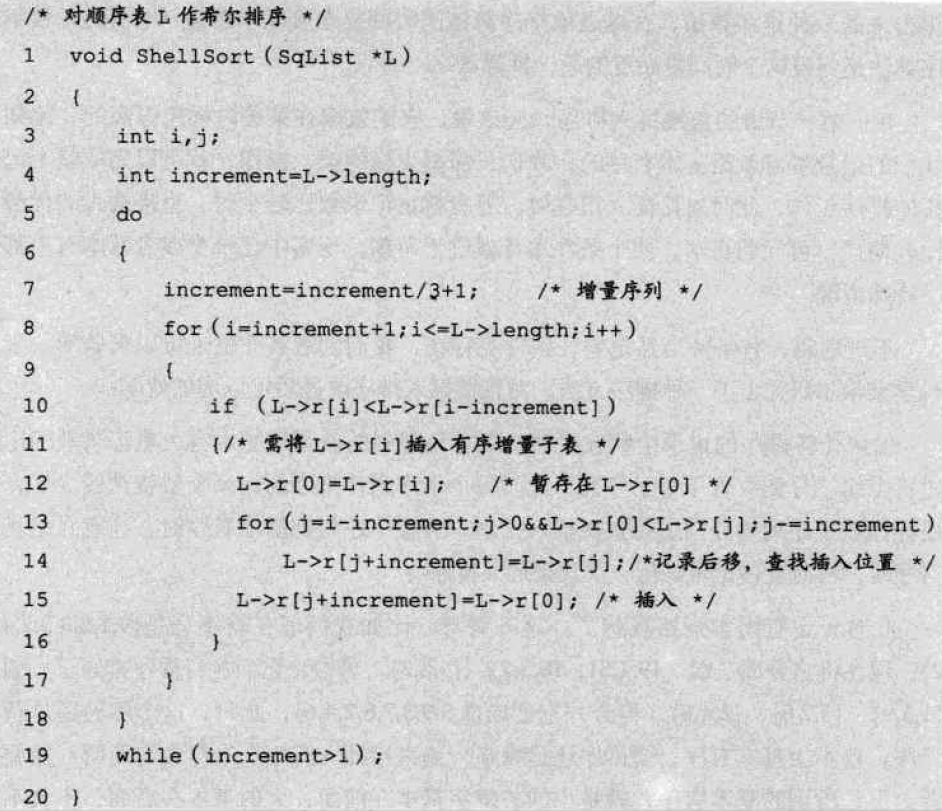 /* 对顺序表 L 作希尔排序 */
1 void ShellSort(SqList *L)
2 {
3 int i,j;
4 int increment=L->length;
5 do
6 {
7 increment=increment/3+1; /* 增量序列 */
8 for(i=increment+1;i<=L->length;i++)
9 {
10 if (L->r[i]<L->r[i-increment])
11 {/* 需将 L->r[i]插入有序增量子表 */
12 L->r[0]=L->r[i]; /* 暂存在 L->r[0] */
13 for(j=i-increment;j>0&&L->r[0]<L->r[j];j-=increment)
14 L->r[j+increment]=L->r[j];/*记录后移，查找插入位置 */
15 L->r[j+increment]=L->r[0]; /* 插入 */
16 }
17 }
18 }
19 while(increment>1);
20 }